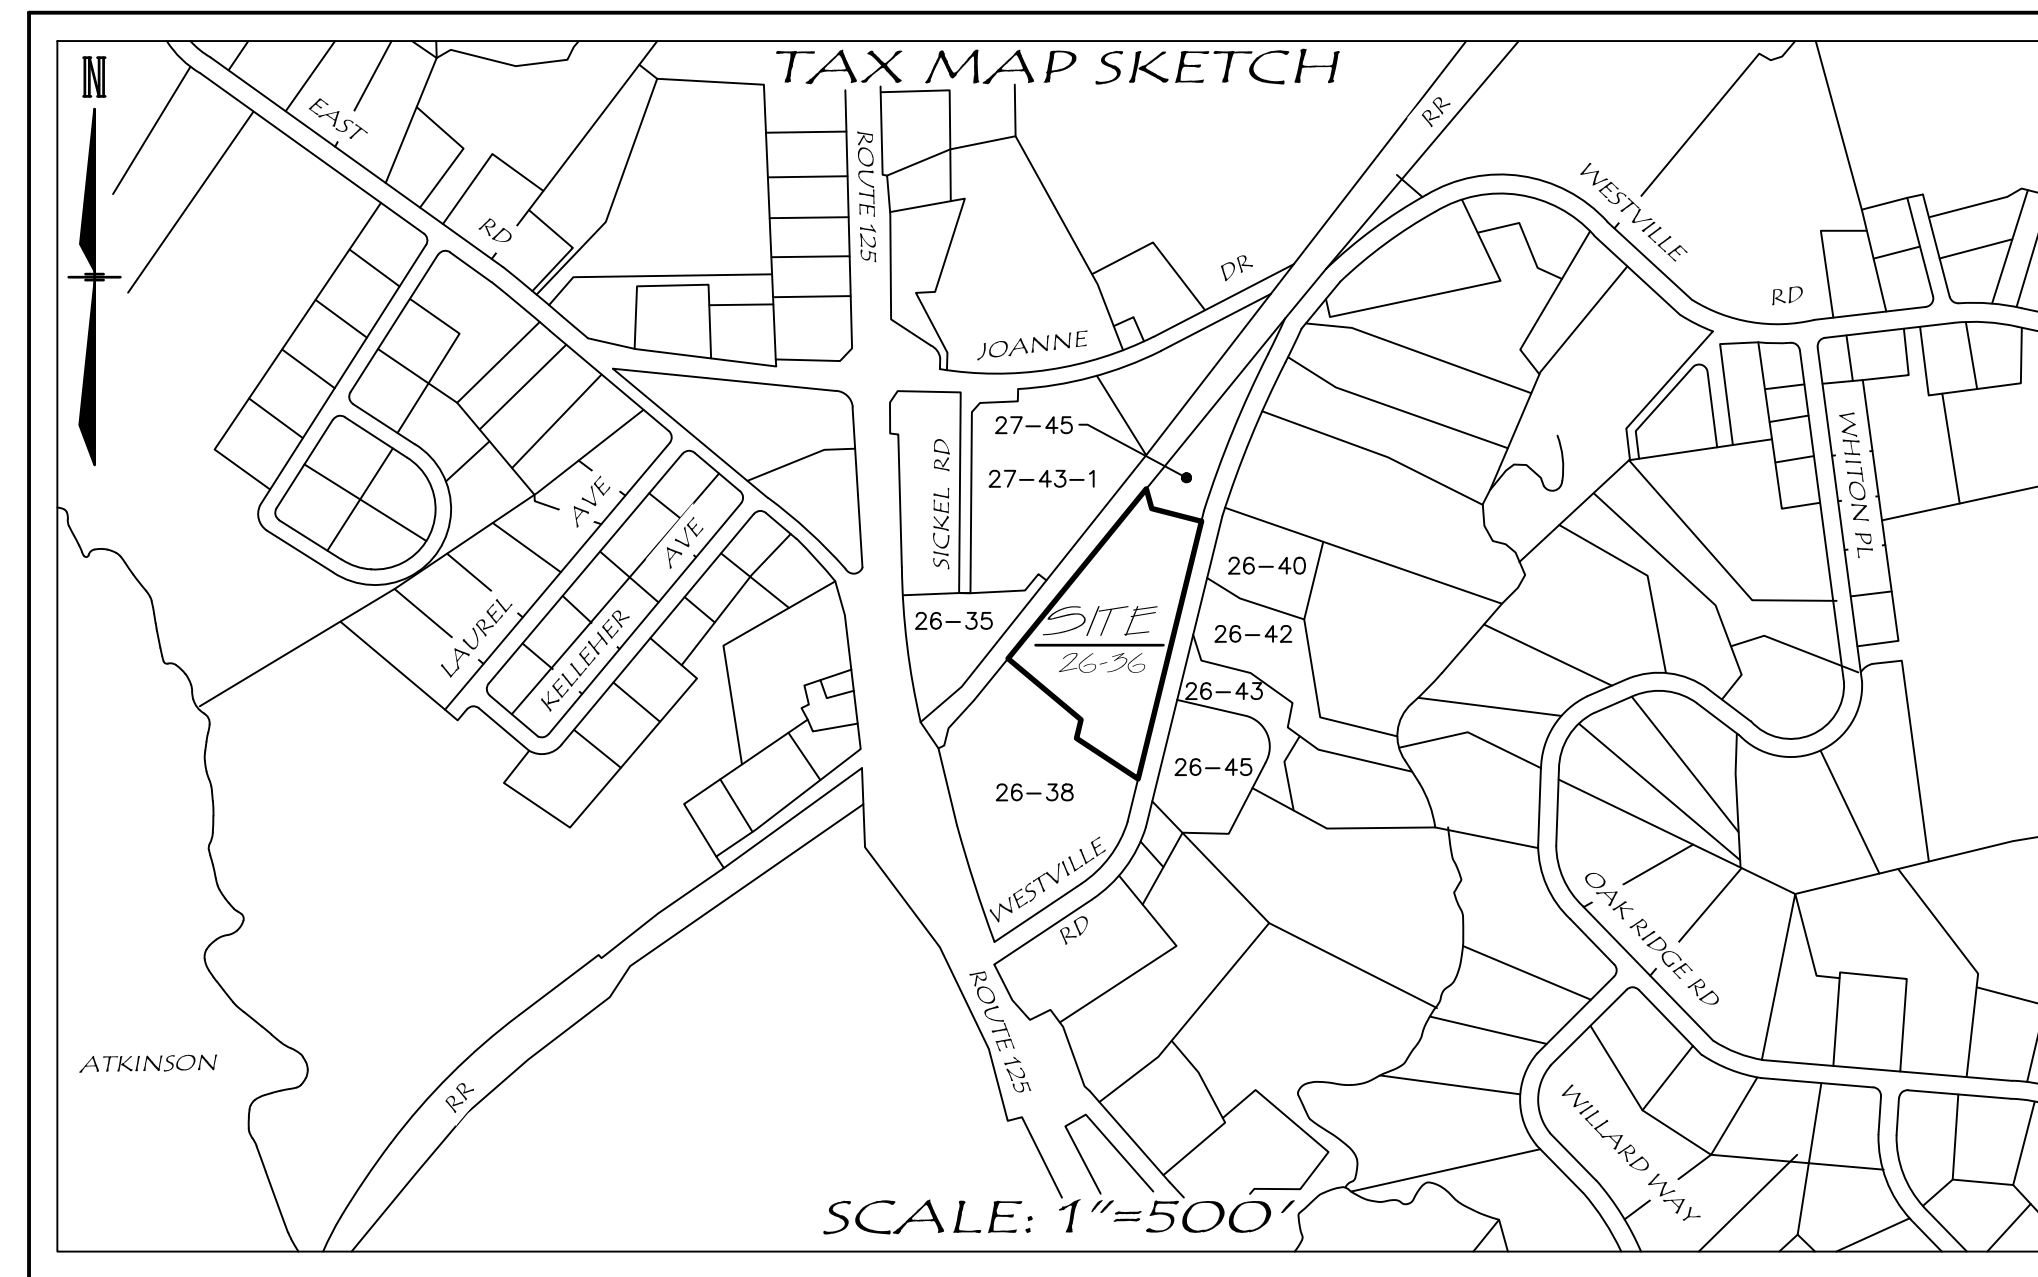 TAX MAP SKETCH
N
EAST
RD
ROUTE 125
RR
WESTVILLE
RD
DR
JOANNE
27-45
27-43-1
SICKEL RD
WHITON PL
AVE
AVE
LAUREL
KELLEHER
26-40
26-35
SITE
26-36
26-42
26-43
26-45
26-38
WESTVILLE
RD
OAK RIDGE RD
ROUTE 125
ATKINSON
RR
WILLARD WAY
SCALE: 1"=500'